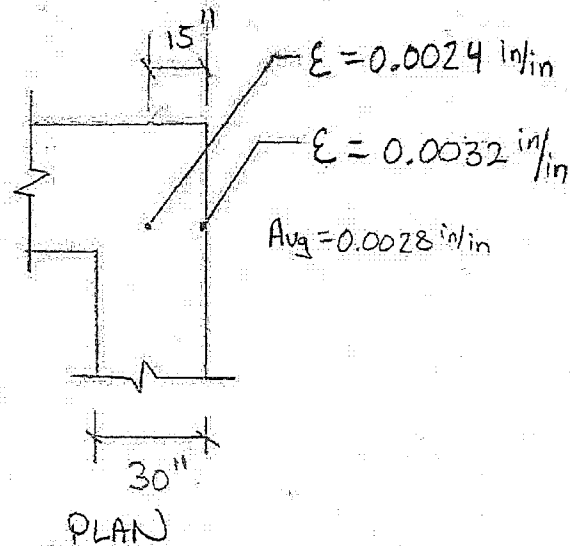 15"
ε = 0.0024 in/in
ε = 0.0032 in/in
Avg = 0.0028 in/in
30"
PLAN